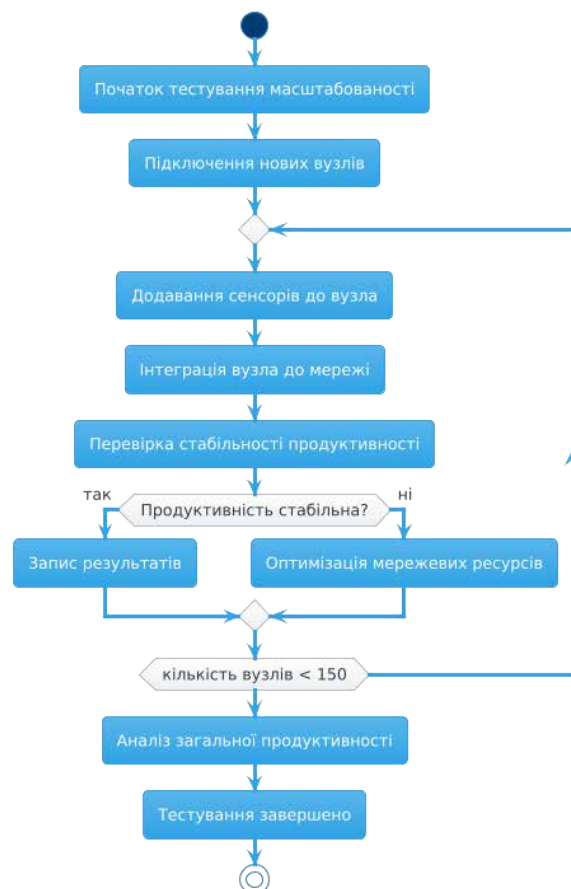 Початок тестування масштабованості
Підключення нових вузлів
Додавання сенсорів до вузла
Інтеграція вузла до мережі
Перевірка стабільності продуктивності
так
Продуктивність стабільна?
ні
Запис результатів
Оптимізація мережевих ресурсів
кількість вузлів < 150
Аналіз загальної продуктивності
Тестування завершено